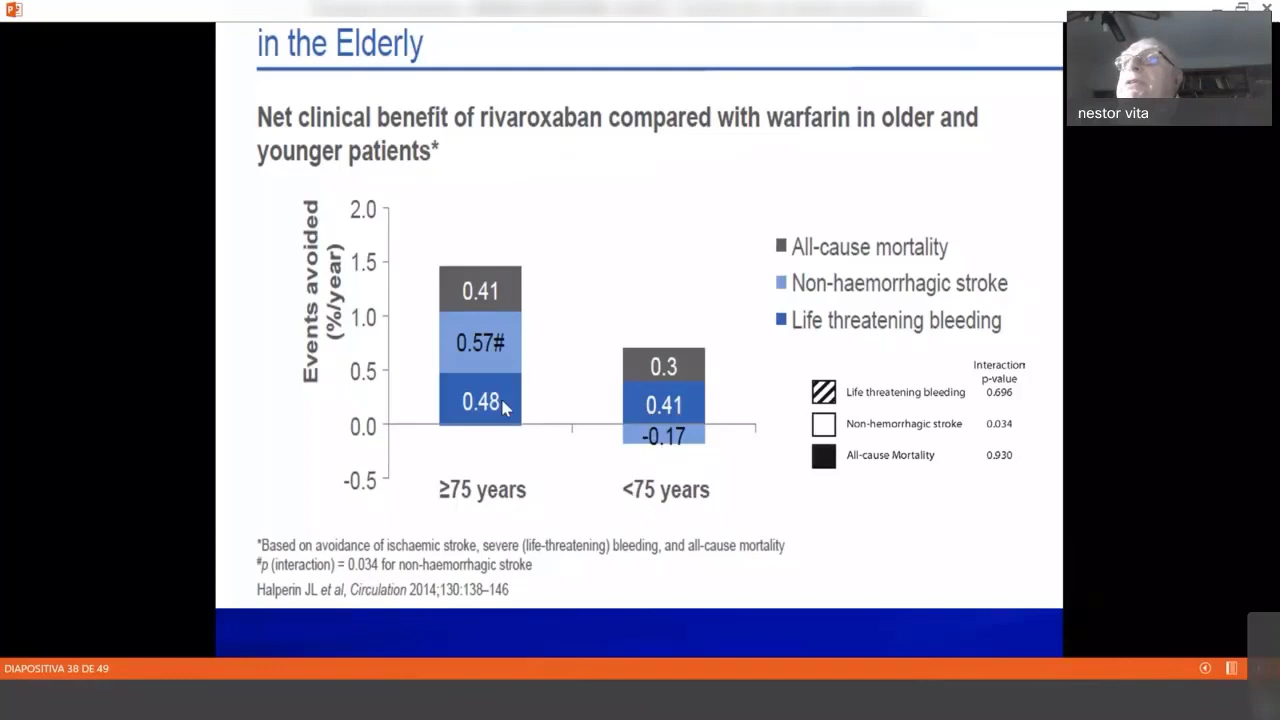 in the Elderly
nestor vita
Net clinical benefit of rivaroxaban compared with warfarin in older and
younger patients*
Events avoided
(%/year)
2.0
1.5
1.0
0.5
0.0
-0.5
0.41
0.57#
0.48
0.3
0.41
-0.17
≥75 years
<75 years
All-cause mortality
Non-haemorrhagic stroke
Life threatening bleeding
Interaction
p-value
Life threatening bleeding 0.696
Non-hemorrhagic stroke 0.034
All-cause Mortality 0.930
*Based on avoidance of ischaemic stroke, severe (life-threatening) bleeding, and all-cause mortality
#p (interaction) = 0.034 for non-haemorrhagic stroke
Halperin JL et al, Circulation 2014;130:138–146
DIAPOSITIVA 38 DE 49